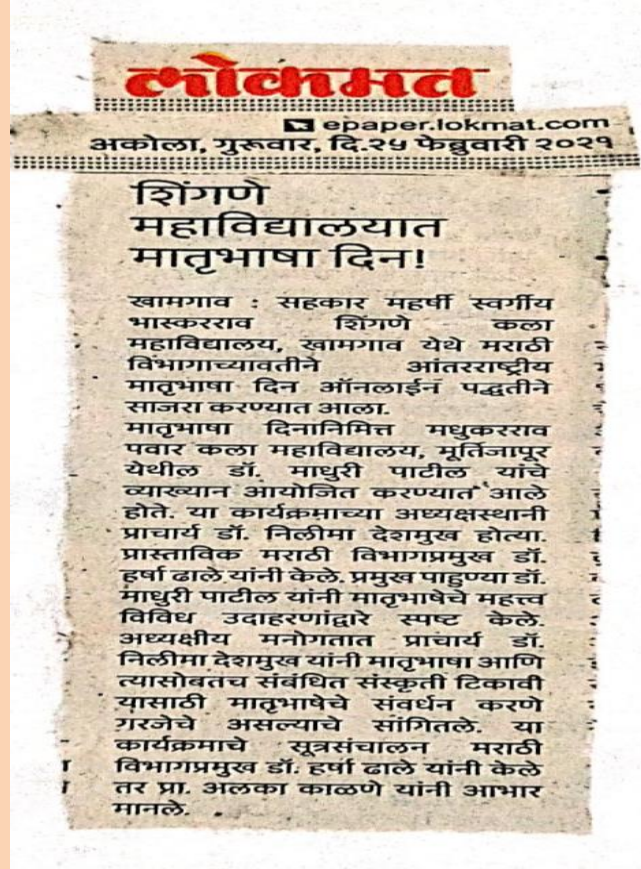 लोकमत
epaper.lokmat.com
अकोला, गुरूवार, दि.२५ फेब्रुवारी २०२१
शिंगणे
महाविद्यालयात
मातृभाषा दिन!
खामगाव : सहकार महर्षी स्वर्गीय
भास्करराव शिंगणे कला
महाविद्यालय, खामगाव येथे मराठी
विभागाच्यावतीने आंतरराष्ट्रीय
मातृभाषा दिन ऑनलाईन पद्धतीने
साजरा करण्यात आला.
मातृभाषा दिनानिमित्त मधुकरराव
पवार कला महाविद्यालय, मूर्तिजापूर
येथील डॉ. माधुरी पाटील यांचे
व्याख्यान आयोजित करण्यात आले
होते. या कार्यक्रमाच्या अध्यक्षस्थानी
प्राचार्य डॉ. निलीमा देशमुख होत्या.
प्रास्ताविक मराठी विभागप्रमुख डॉ.
हर्षा ढाले यांनी केले. प्रमुख पाहुण्या डॉ.
माधुरी पाटील यांनी मातृभाषेचे महत्त्व
विविध उदाहरणांद्वारे स्पष्ट केले.
अध्यक्षीय मनोगतात प्राचार्य डॉ.
निलीमा देशमुख यांनी मातृभाषा आणि
त्यासोबतच संबंधित संस्कृती टिकावी
यासाठी मातृभाषेचे संवर्धन करणे
गरजेचे असल्याचे सांगितले. या
कार्यक्रमाचे सूत्रसंचालन मराठी
विभागप्रमुख डॉ. हर्षा ढाले यांनी केले
तर प्रा. अलका काळणे यांनी आभार
मानले.